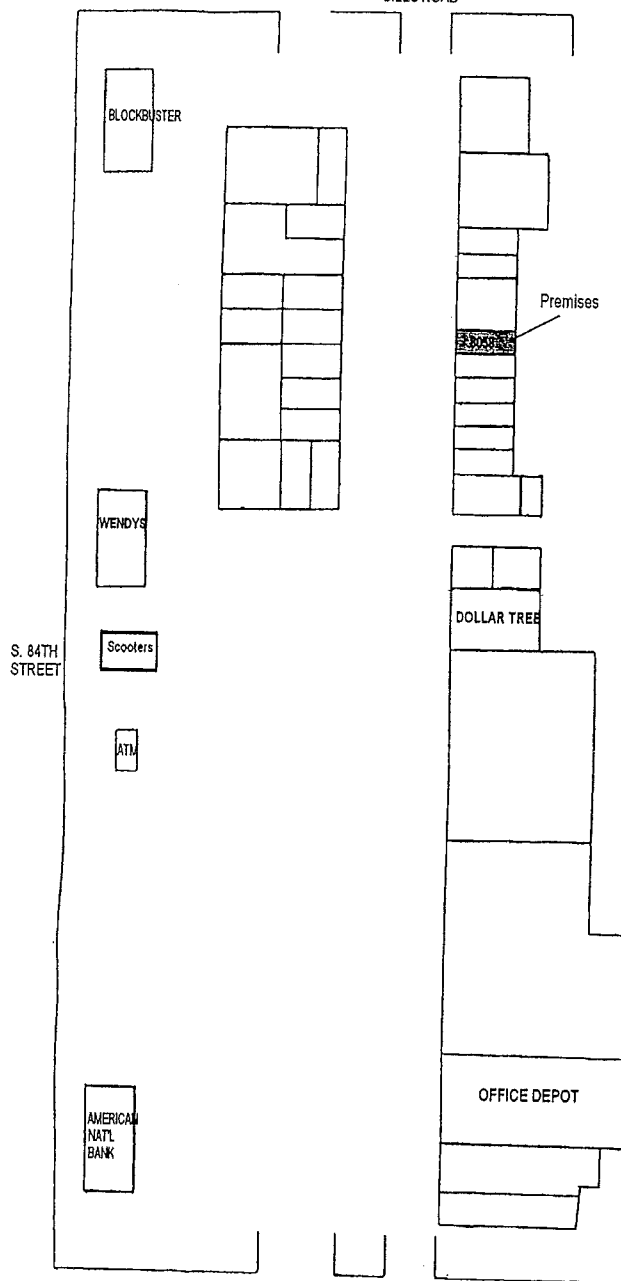 BLOCKBUSTER
Premises
WENDYS
DOLLAR TREE
S. 84TH
STREET
Scooters
ATM
AMERICAN
NAT'L
BANK
OFFICE DEPOT